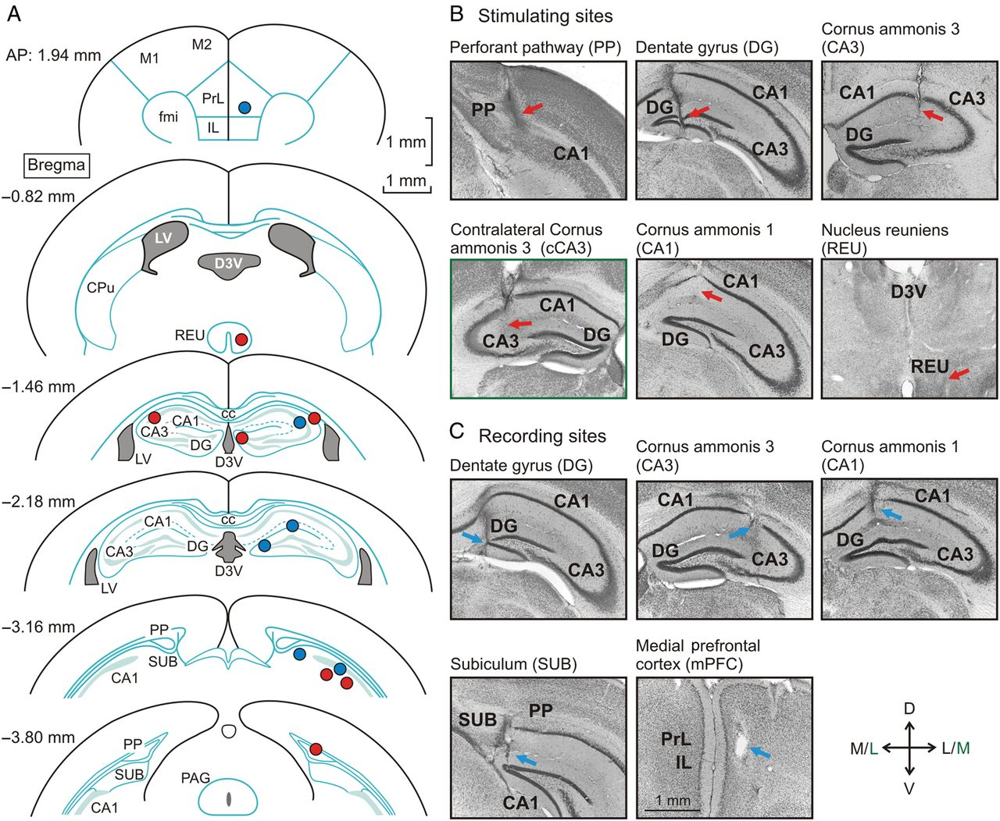 A
AP: 1.94 mm
M1
M2
PrL
fmi
IL
1 mm
Bregma
1 mm
–0.82 mm
LV
D3V
CPu
REU
–1.46 mm
cc
CA1
CA3
DG
LV
D3V
–2.18 mm
cc
CA1
DG
CA3
D3V
LV
–3.16 mm
PP
SUB
CA1
–3.80 mm
PP
SUB
PAG
CA1
B Stimulating sites
Perforant pathway (PP)
PP
CA1
Dentate gyrus (DG)
CA1
DG
CA3
Cornus ammonis 3
(CA3)
CA1
CA3
DG
Contralateral Cornus
ammonis 3 (cCA3)
CA1
DG
CA3
Cornus ammonis 1
(CA1)
CA1
DG
CA3
Nucleus reuniens
(REU)
D3V
REU
C Recording sites
Dentate gyrus (DG)
CA1
DG
CA3
Cornus ammonis 3
(CA3)
CA1
DG
CA3
Cornus ammonis 1
(CA1)
CA1
DG
CA3
Subiculum (SUB)
SUB
PP
CA1
Medial prefrontal
cortex (mPFC)
PrL
IL
1 mm
D
M/L
L/M
V